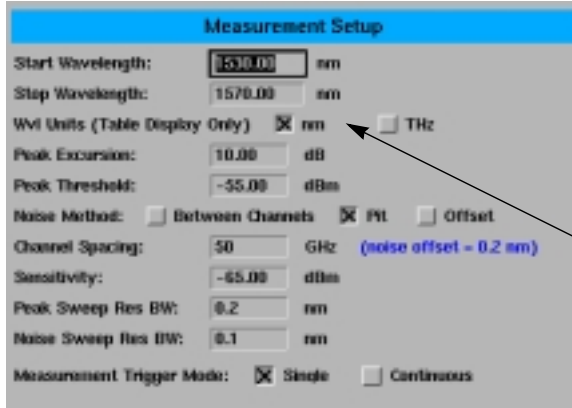 Measurement Setup
Start Wavelength: 1530.00 nm
Stop Wavelength: 1570.00 nm
Wvl Units (Table Display Only) nm THz
Peak Excursion: 10.00 dB
Peak Threshold: -55.00 dBm
Noise Method: Between Channels Pit Offset
Channel Spacing: 50 GHz (noise offset = 0.2 nm)
Sensitivity: -65.00 dBm
Peak Sweep Res BW: 0.2 nm
Noise Sweep Res BW: 0.1 nm
Measurement Trigger Mode: Single Continuous